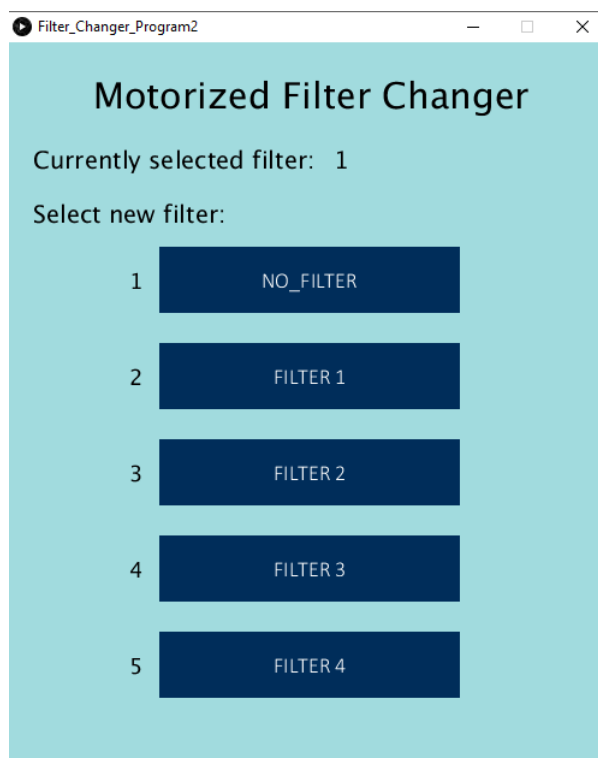 Filter_Changer_Program2
Motorized Filter Changer
Currently selected filter: 1
Select new filter:
1 NO_FILTER
2 FILTER 1
3 FILTER 2
4 FILTER 3
5 FILTER 4